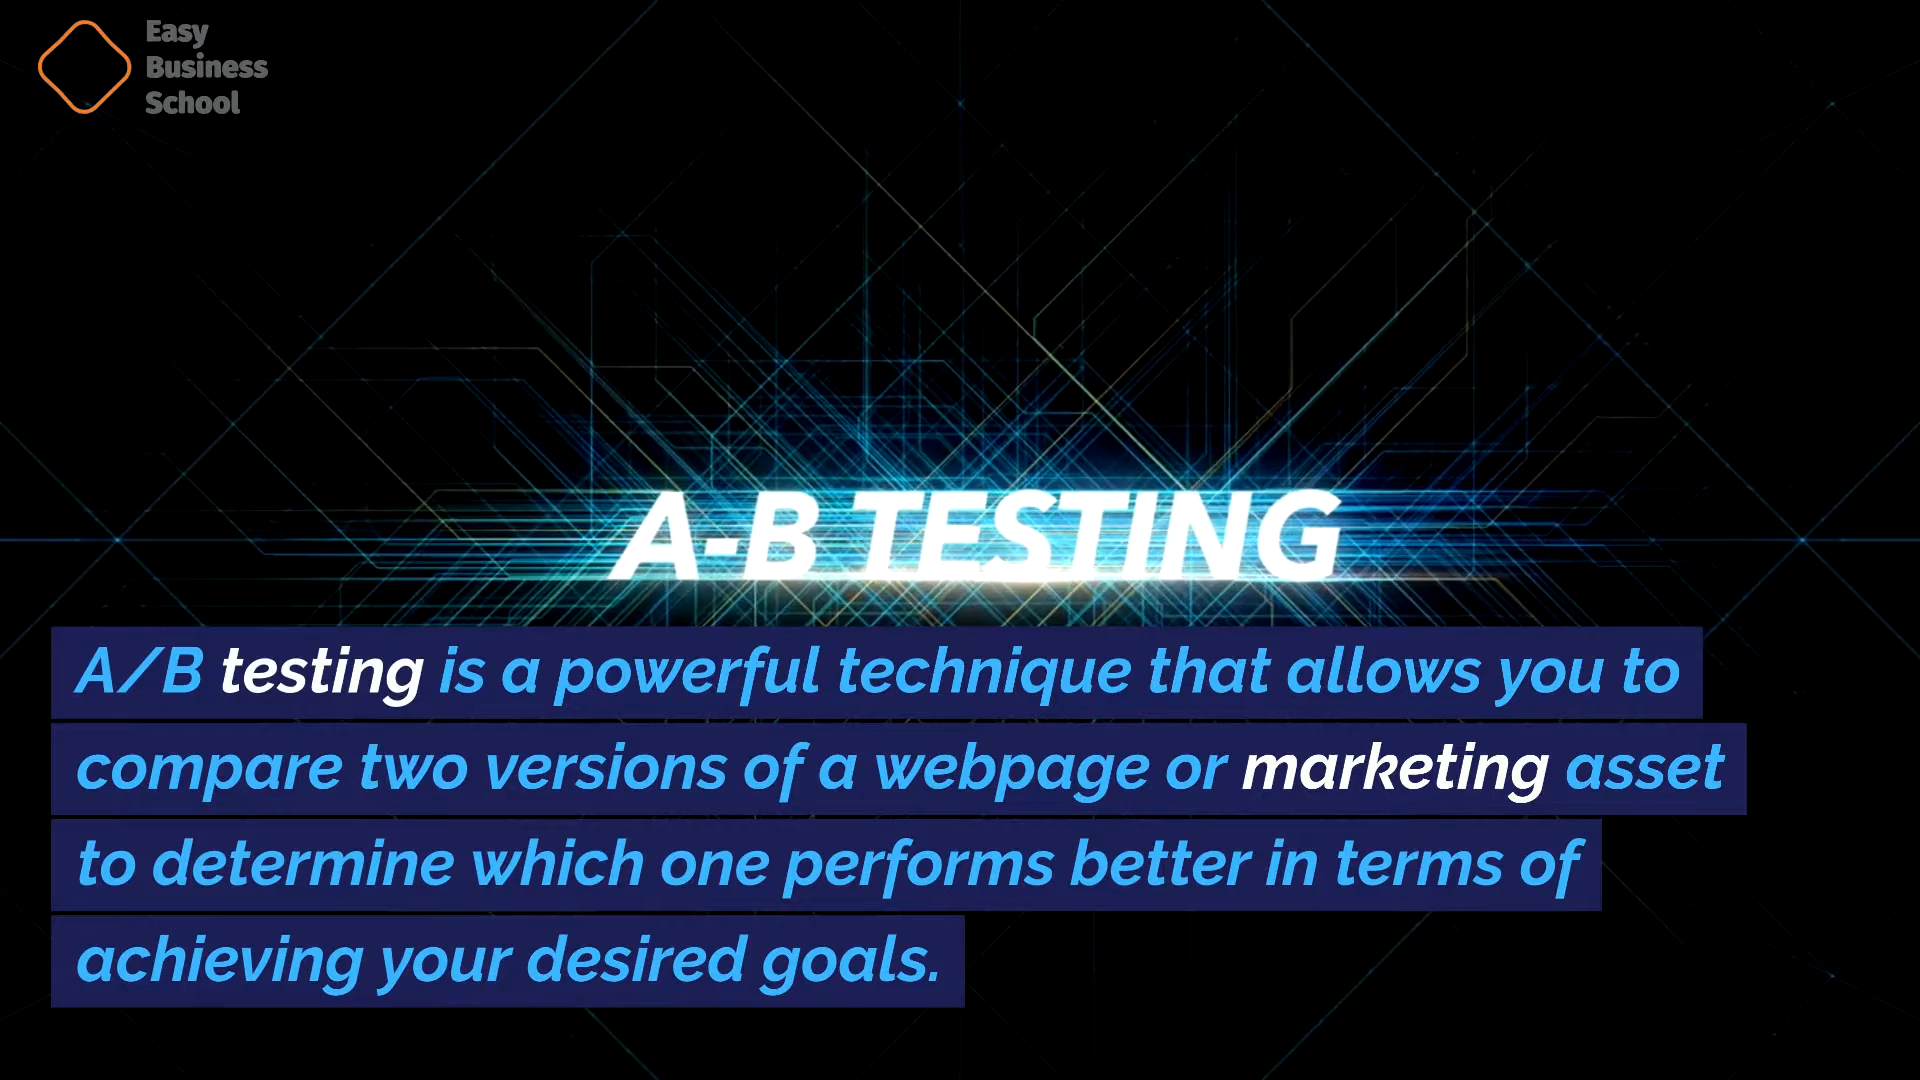 Easy
Business
School
A-B TESTING
A/B testing is a powerful technique that allows you to
compare two versions of a webpage or marketing asset
to determine which one performs better in terms of
achieving your desired goals.